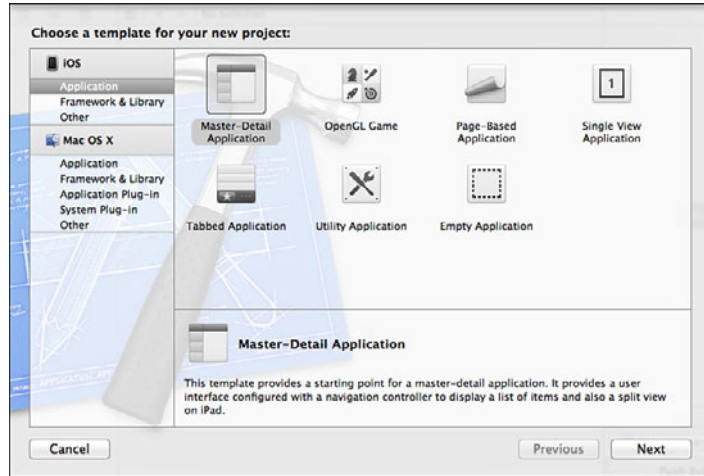 Choose a template for your new project:
iOS
Application
Framework & Library
Other
Mac OS X
Application
Framework & Library
Application Plug-in
System Plug-in
Other
Master-Detail
Application
OpenGL Game
Page-Based
Application
1
Single View
Application
Tabbed Application
Utility Application
Empty Application
Master-Detail Application
This template provides a starting point for a master-detail application. It provides a user
interface configured with a navigation controller to display a list of items and also a split view
on iPad.
Cancel
Previous
Next